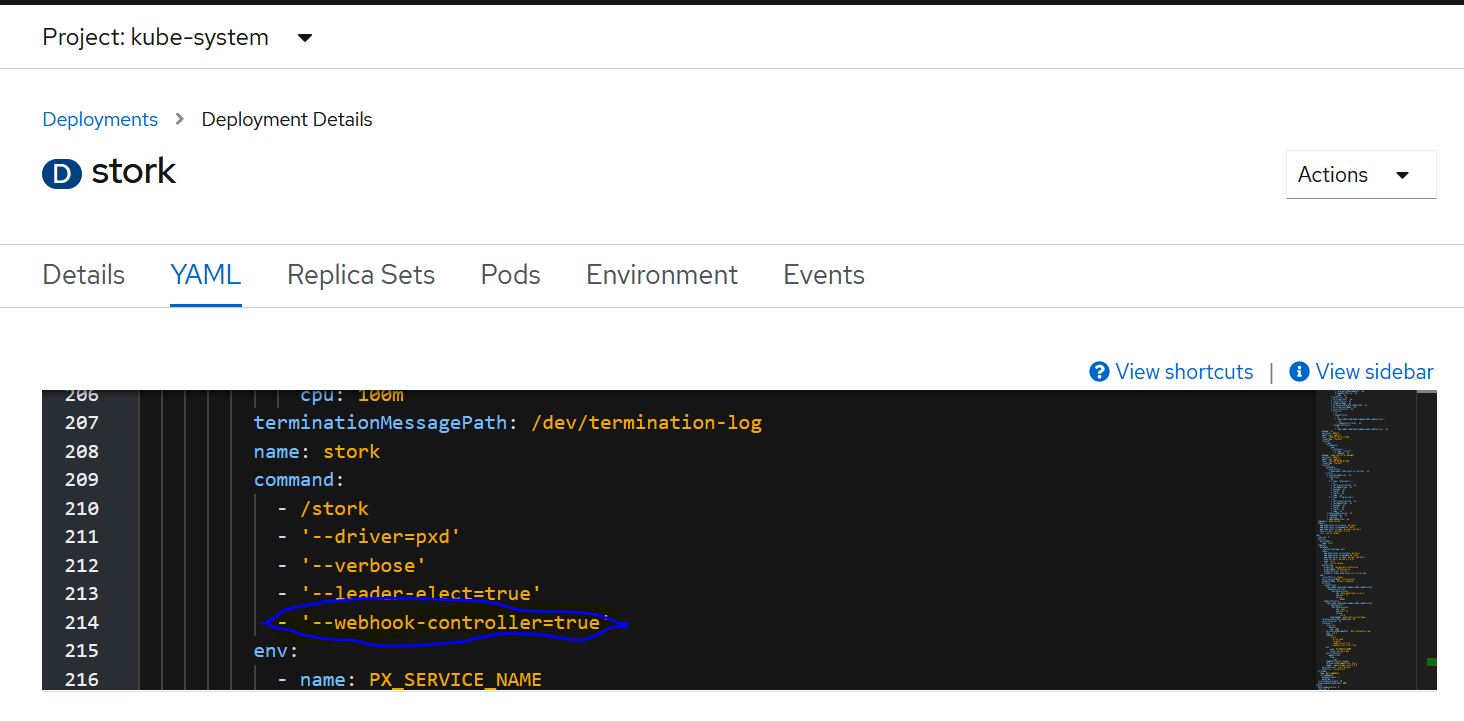 Project: kube-system
Deployments > Deployment Details
D stork
Actions
Details YAML Replica Sets Pods Environment Events
View shortcuts | View sidebar
206 cpu: 100m
207 terminationMessagePath: /dev/termination-log
208 name: stork
209 command:
210 - /stork
211 - '--driver=pxd'
212 - '--verbose'
213 - '--leader-elect=true'
214 - '--webhook-controller=true'
215 env:
216 - name: PX_SERVICE_NAME